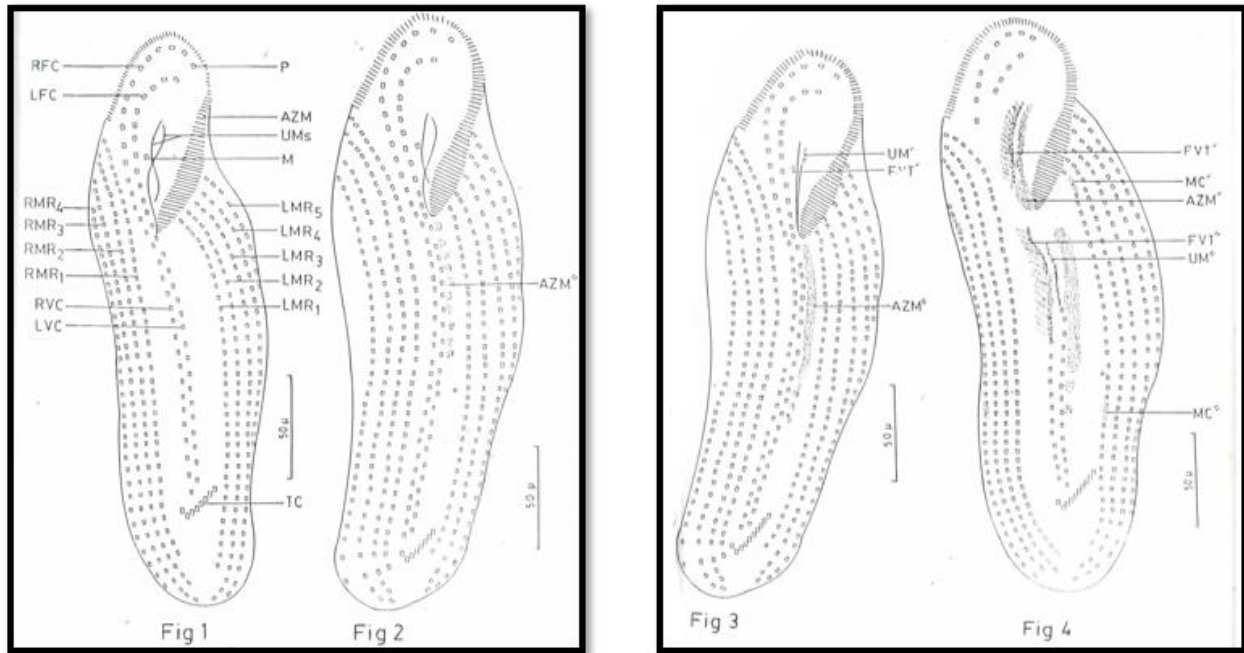 RFC
P
LFC
AZM
UMs
M
RMR₄
RMR₃
RMR₂
RMR₁
RVC
LVC
LMR₅
LMR₄
LMR₃
LMR₂
LMR₁
50µ
TC
Fig 1
AZM°
50 µ
Fig 2
UM´
FVT´
AZM°
50 µ
Fig 3
FVT´
MC´
AZM´
FVT°
UM°
MC°
50 µ
Fig 4